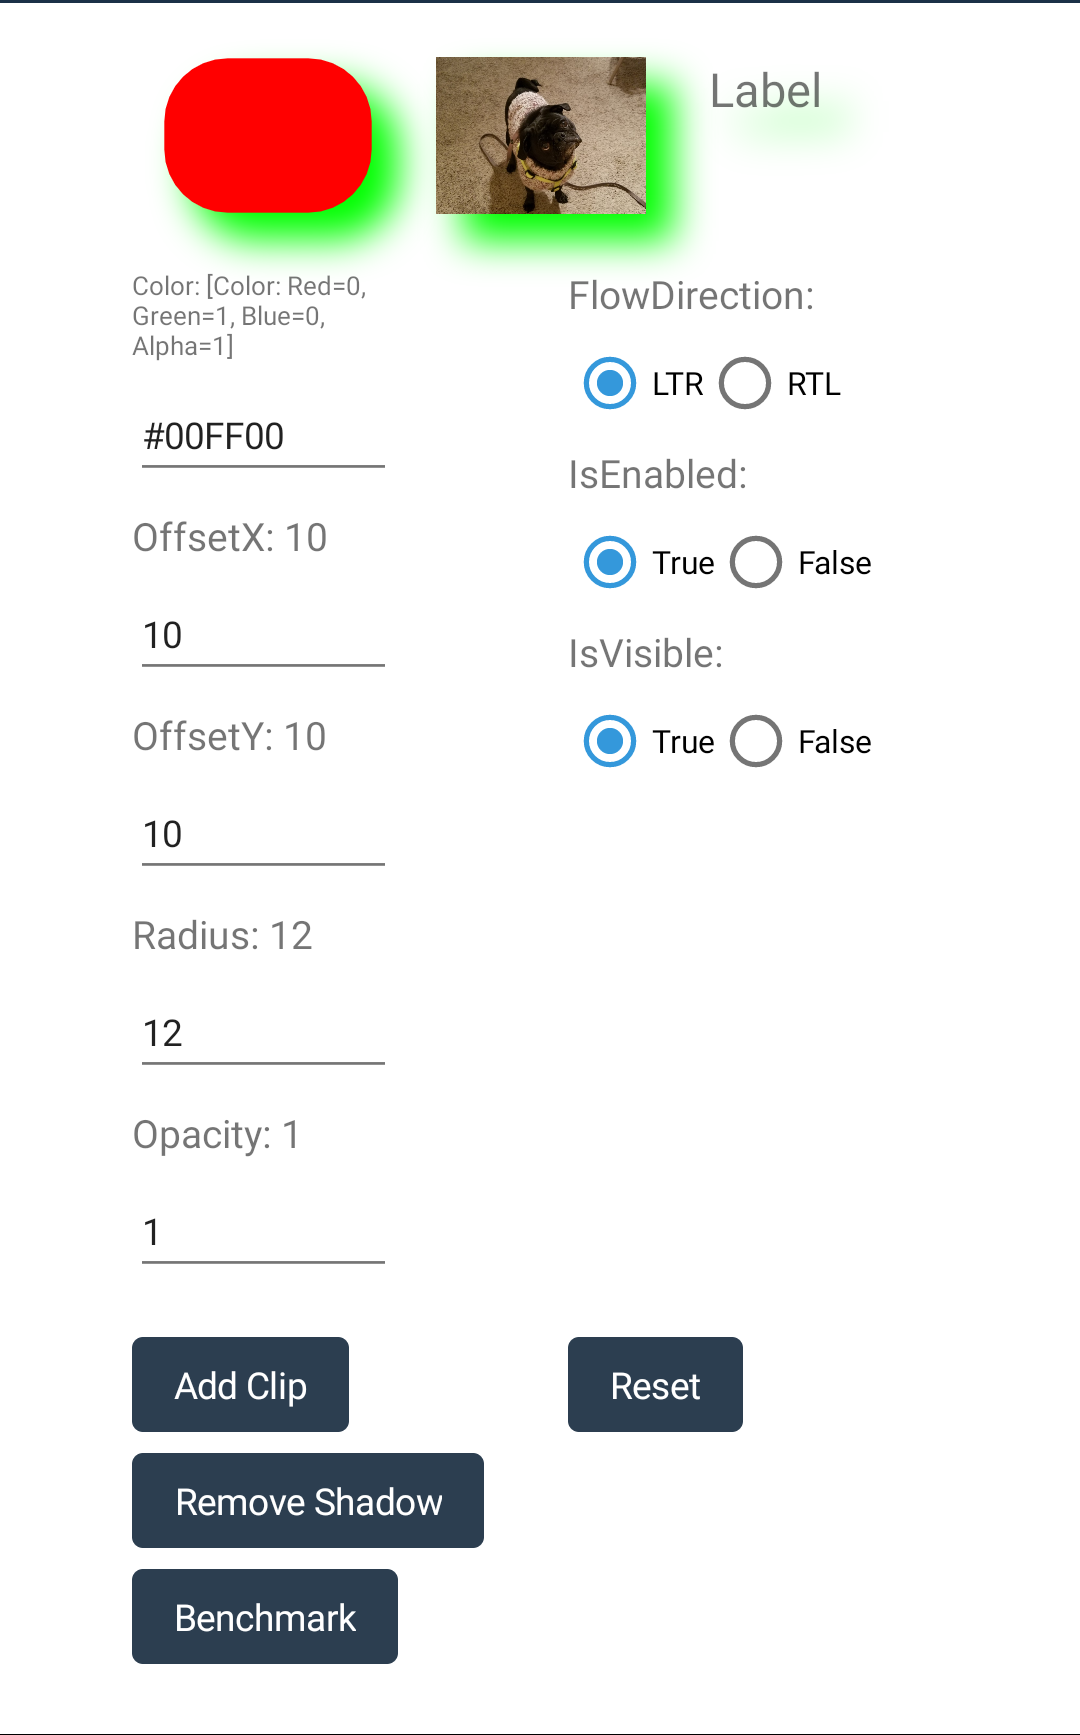 Label
Color: [Color: Red=0,
Green=1, Blue=0,
Alpha=1]
#00FF00
OffsetX: 10
10
OffsetY: 10
10
Radius: 12
12
Opacity: 1
1
FlowDirection:
LTR RTL
IsEnabled:
True False
IsVisible:
True False
Add Clip
Reset
Remove Shadow
Benchmark